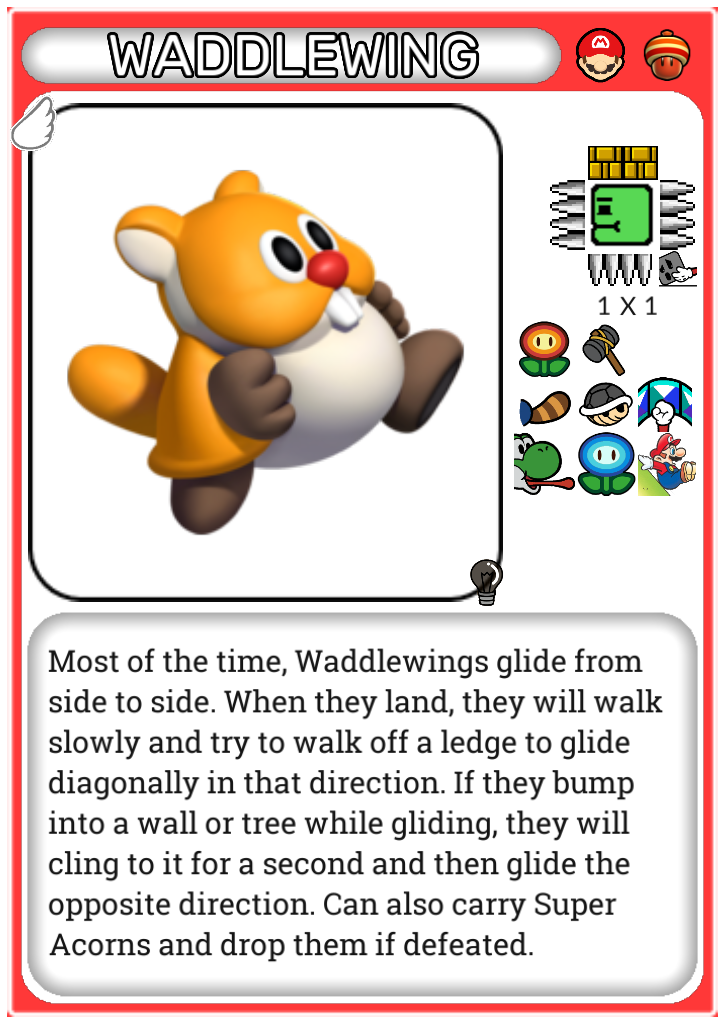 WADDLEWING
1 X 1
Most of the time, Waddlewings glide from
side to side. When they land, they will walk
slowly and try to walk off a ledge to glide
diagonally in that direction. If they bump
into a wall or tree while gliding, they will
cling to it for a second and then glide the
opposite direction. Can also carry Super
Acorns and drop them if defeated.